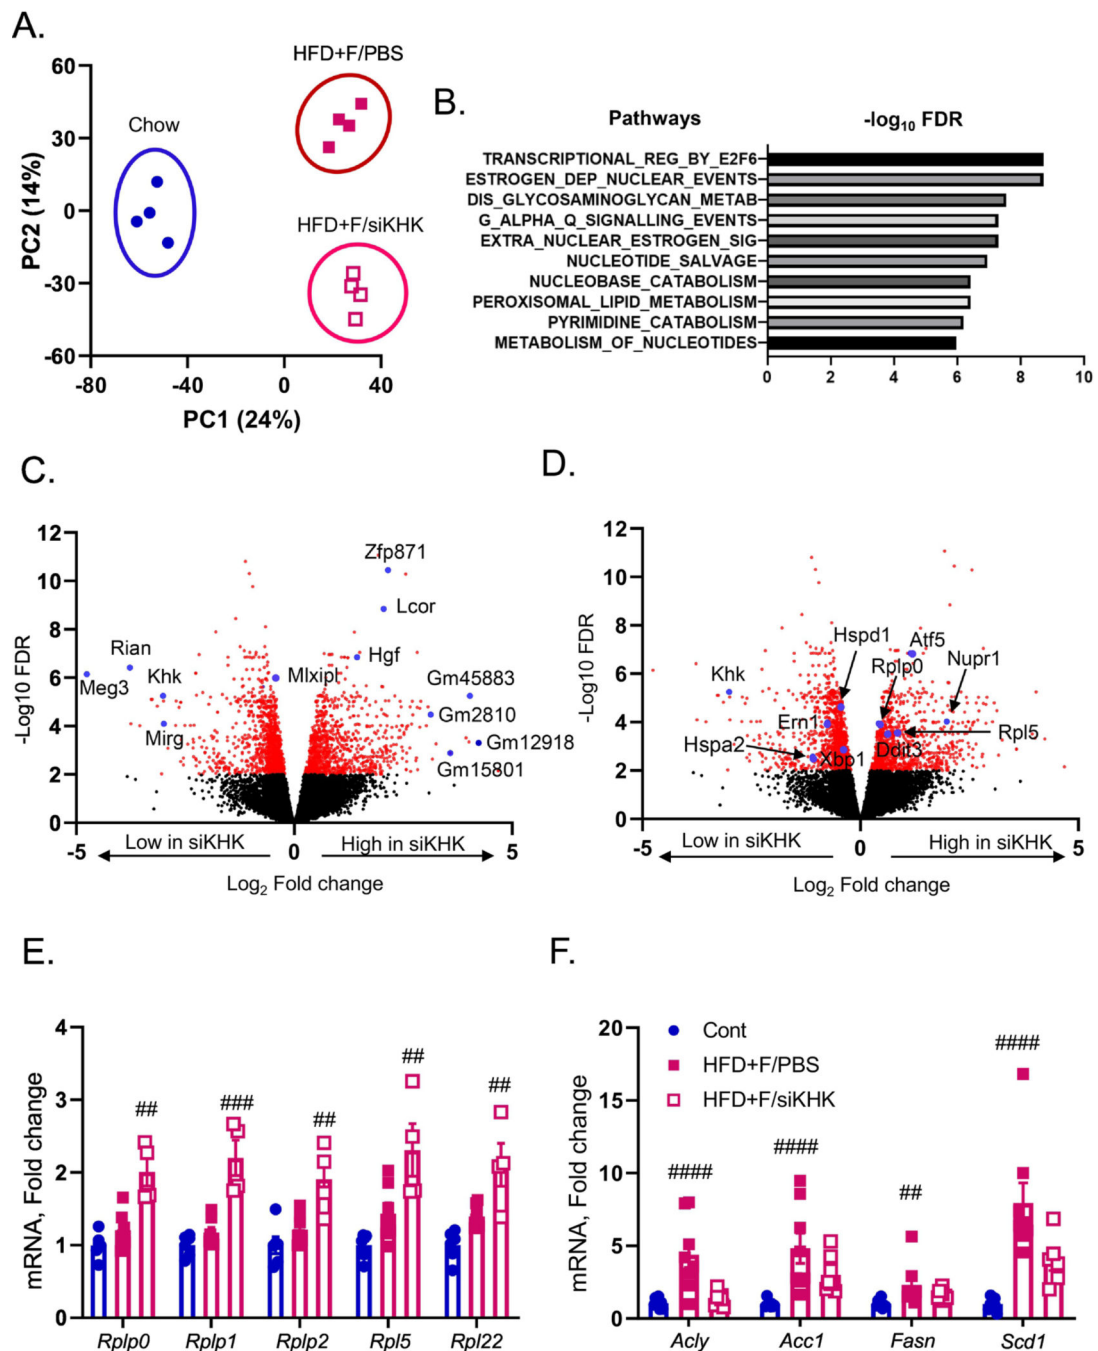 A.
HFD+F/PBS
Chow
HFD+F/siKHK
60
30
0
-30
-60
PC2 (14%)
-80 -40 0 40
PC1 (24%)
B.
Pathways -log10 FDR
TRANSCRIPTIONAL_REG_BY_E2F6
ESTROGEN_DEP_NUCLEAR_EVENTS
DIS_GLYCOSAMINOGLYCAN_METAB
G_ALPHA_Q_SIGNALLING_EVENTS
EXTRA_NUCLEAR_ESTROGEN_SIG
NUCLEOTIDE_SALVAGE
NUCLEOBASE_CATABOLISM
PEROXISOMAL_LIPID_METABOLISM
PYRIMIDINE_CATABOLISM
METABOLISM_OF_NUCLEOTIDES
0 2 4 6 8 10
C.
12
10
8
6
4
2
0
-Log10 FDR
Zfp871
Lcor
Rian
Hgf
Khk
Mlxipl
Gm45883
Meg3
Gm2810
Mirg
Gm12918
Gm15801
-5 0 5
Low in siKHK High in siKHK
Log2 Fold change
D.
12
10
8
6
4
2
0
-Log10 FDR
Hspd1
Atf5
Khk
Rplp0
Nupr1
Ern1
Hspa2
Xbp1
Ddit3
Rpl5
-5 0 5
Low in siKHK High in siKHK
Log2 Fold change
E.
4
3
2
1
0
mRNA, Fold change
## ### ## ## ##
Rplp0 Rplp1 Rplp2 Rpl5 Rpl22
F.
20
15
10
5
0
mRNA, Fold change
Cont
HFD+F/PBS
HFD+F/siKHK
#### #### ## ####
Acly Acc1 Fasn Scd1